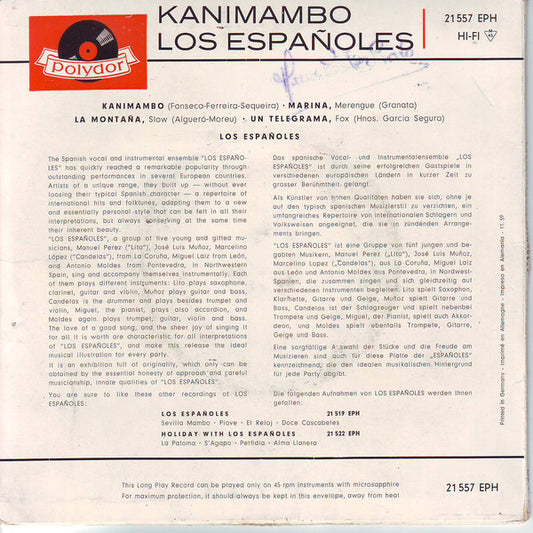 polydor
KANIMAMBO
LOS ESPAÑOLES
21 557 EPH
HI-FI
KANIMAMBO (Fonseca-Ferreira-Sequeira) · MARINA, Merengue (Granata)
LA MONTAÑA, Slow (Algueró-Moreu) · UN TELEGRAMA, Fox (Hnos. Garcia Segura)
LOS ESPAÑOLES
The Spanish vocal and instrumental ensemble "LOS ESPAÑO-
LES" has quickly reached a remarkable popularity through
outstanding performances in several European countries.
Artists of a unique range, they built up — without ever
loosing their typical Spanish character — a repertoire of
international hits and folktunes, adapting them to a new
and essentially personal style that can be felt in all their
interpretations, but always conserving at the same time
their inherent beauty.
"LOS ESPAÑOLES", a group of five young and gifted mu-
sicians, Manuel Perez ("Lito"), José Luis Muñoz, Marcelino
López ("Candelas"), from La Coruña, Miguel Laiz from León,
and Antonio Moldes from Pontevedra, in Northwestern
Spain, sing and accompany themselves instrumentally. Each
of them plays different instruments: Lito plays saxophone,
clarinet, guitar and violin, Muñoz plays guitar and bass,
Candelas is the drummer and plays besides trumpet and
violin, Miguel, the pianist, plays also accordion, and
Moldes again plays trumpet, guitar, violin and bass.
The love of a good song, and the sheer joy of singing it
for all it is worth are characteristic for all interpretations
of "LOS ESPAÑOLES", and make this release the ideal
musical illustration for every party.
It is an exhibition full of originality, which only can be
obtained by the essential honesty of approach and careful
musicianship, innate qualities of "LOS ESPAÑOLES".
You are sure to like these other recordings of LOS
ESPAÑOLES:
Das spanische Vocal- und Instrumentalensemble „LOS
ESPAÑOLES" ist durch seine erfolgreichen Gastspiele in
verschiedenen europäischen Ländern in kurzer Zeit zu
grosser Berühmtheit gelangt.
Als Künstler von hohen Qualitäten haben sie sich, ohne je
auf den typisch spanischen Musizierstil zu verzichten, ein
umfangreiches Repertoire von internationalen Schlagern und
Volksweisen angeeignet, die sie in zündenden Arrange-
ments bringen.
"LOS ESPAÑOLES" ist eine Gruppe von fünf jungen und be-
gabten Musikern, Manuel Perez („Lito"), José Luis Muñoz,
Marcelino Lopez („Candelas"), aus La Coruña, Miguel Laiz
aus León und Antonio Moldes aus Pontevedra, in Nordwest-
Spanien, die zusammen singen und sich gleichzeitig auf
verschiedenen Instrumenten begleiten. Lito spielt Saxophon,
Klarinette, Gitarre und Geige, Muñoz spielt Gitarre und
Bass, Candelas ist der Schlagzeuger und spielt nebenbei
Trompete und Geige, Miguel, der Pianist, spielt auch Akkor-
deon, und Moldes spielt ebenfalls Trompete, Gitarre,
Geige und Bass.
Eine sorgfältige Auswahl der Stücke und die Freude am
Musizieren sind auch für diese Platte der „ESPAÑOLES"
kennzeichnend, die den idealen musikalischen Hintergrund
für jede Party abgibt.
Die folgenden Aufnahmen von LOS ESPAÑOLES werden Ihnen
gefallen:
LOS ESPAÑOLES 21 519 EPH
Sevilla Mambo · Piove · El Reloj · Doce Cascabeles
HOLIDAY WITH LOS ESPAÑOLES 21 522 EPH
La Paloma · S'Agapo · Perfidia · Alma Llanera
Printed in Germany · Imprimé en Allemagne · Impreso en Alemania · 11.59
This Long Play Record can be played only on 45 rpm instruments with microsapphire
For maximum protection, it should always be kept in this envelope, away from heat
21 557 EPH